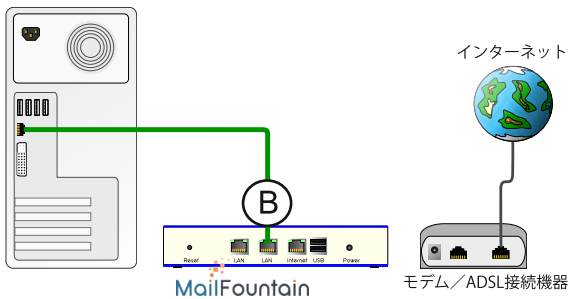 インターネット
B
Reset
LAN
LAN
Internet
USB
Power
MailFountain
モデム／ADSL接続機器